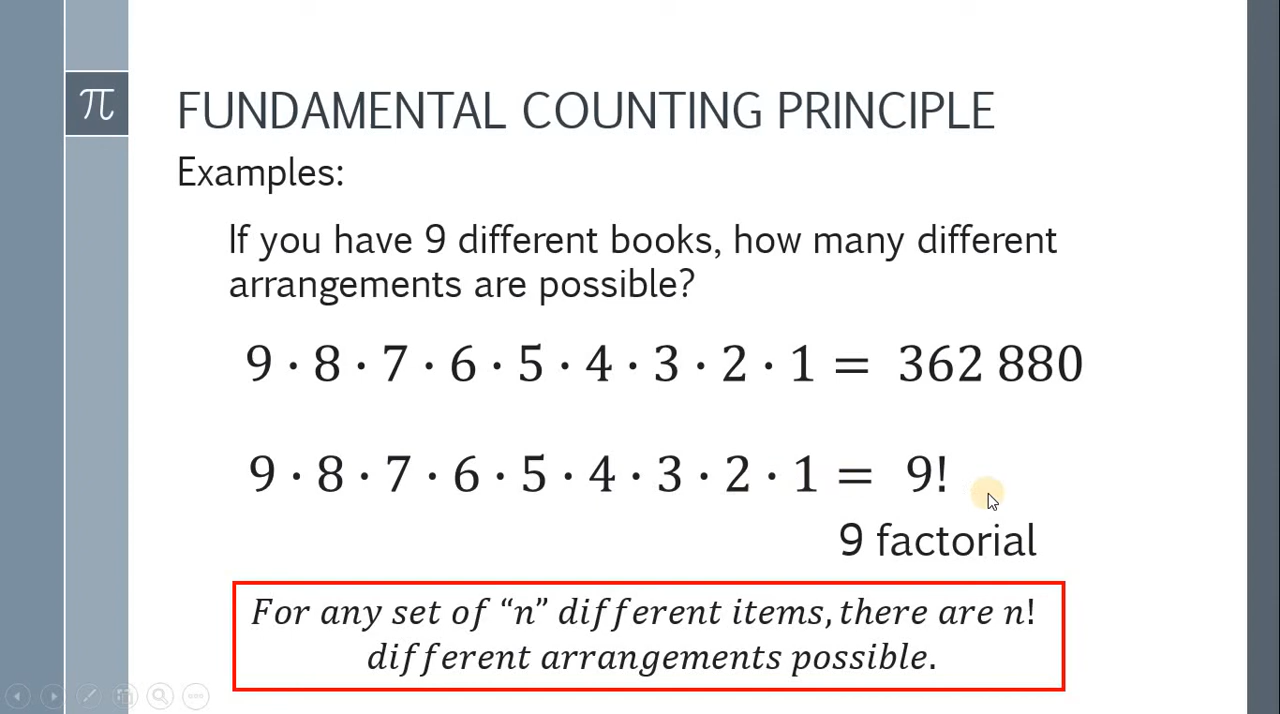 π
FUNDAMENTAL COUNTING PRINCIPLE
Examples:
If you have 9 different books, how many different
arrangements are possible?
9 · 8 · 7 · 6 · 5 · 4 · 3 · 2 · 1 = 362 880
9 · 8 · 7 · 6 · 5 · 4 · 3 · 2 · 1 = 9!
9 factorial
For any set of “n” different items, there are n!
different arrangements possible.